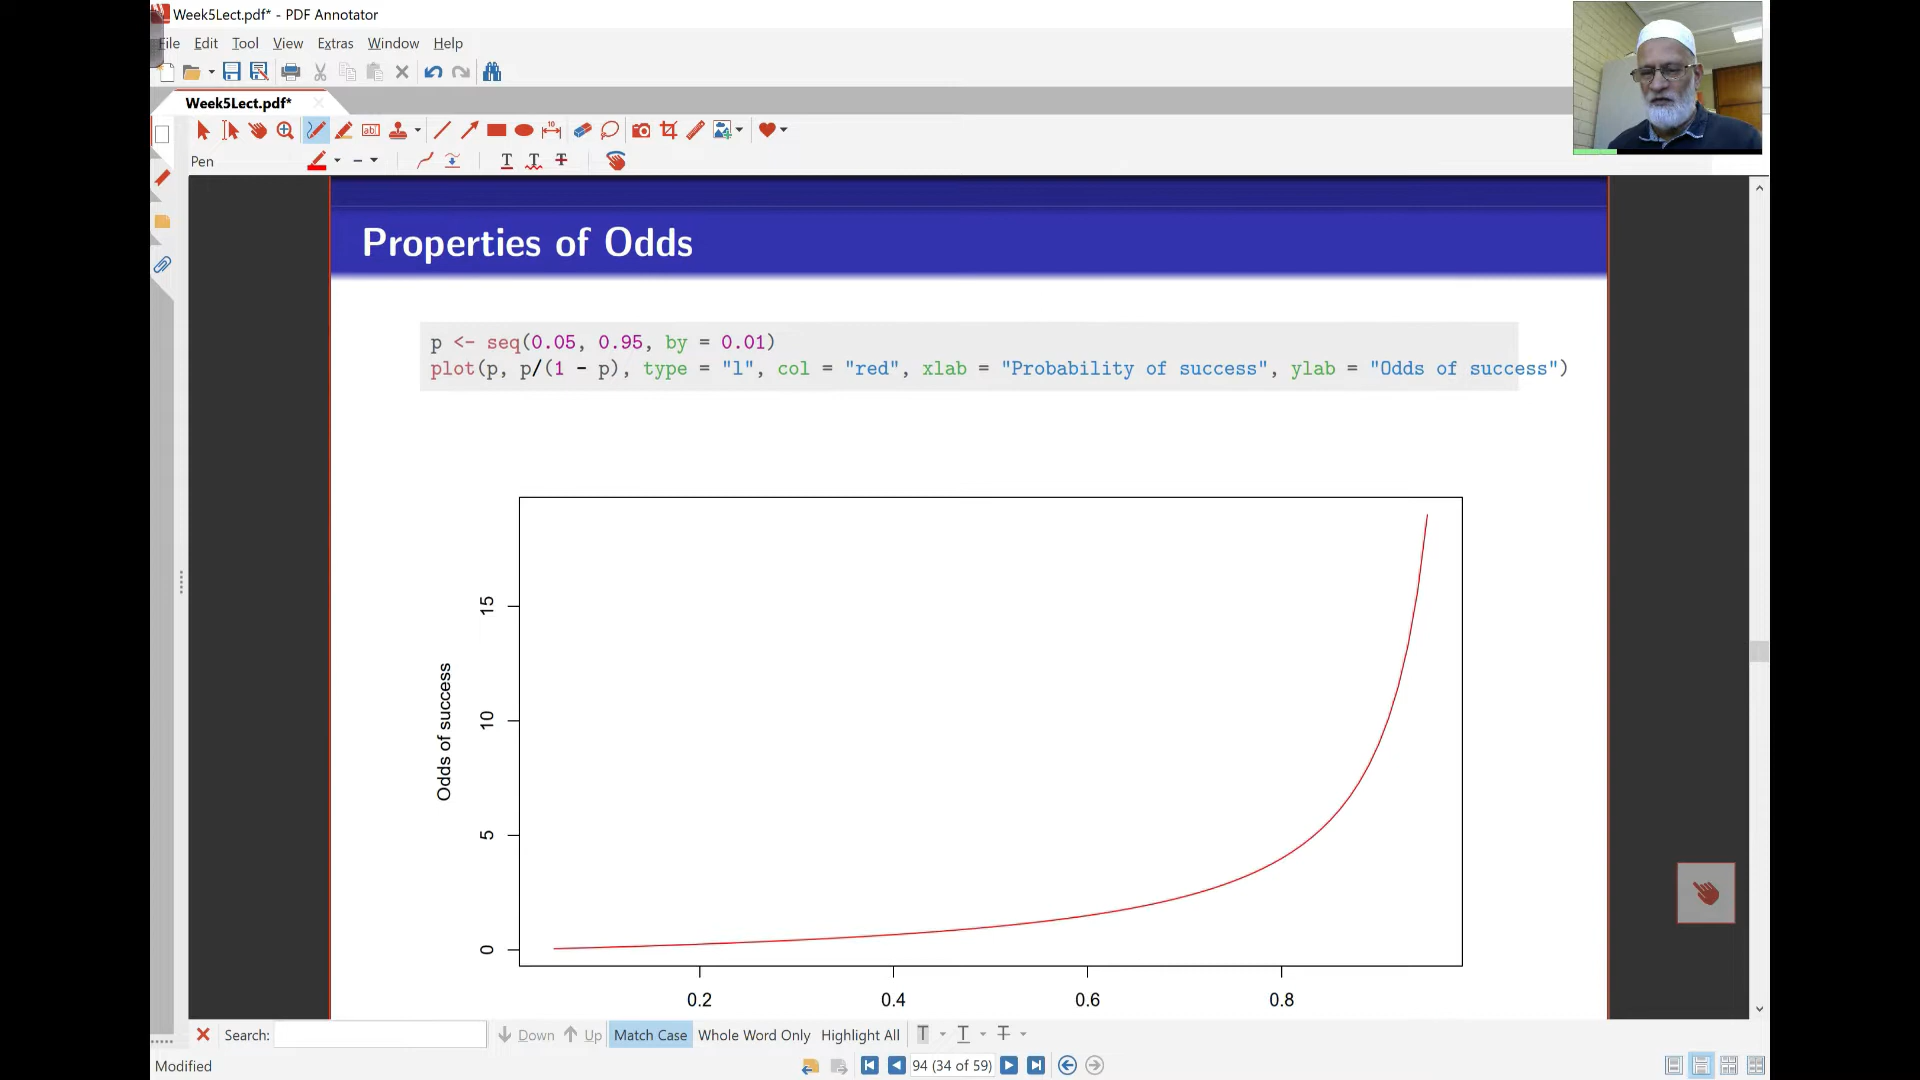 Week5Lect.pdf* - PDF Annotator
File Edit Tool View Extras Window Help
Week5Lect.pdf*
Pen
Properties of Odds
p <- seq(0.05, 0.95, by = 0.01)
plot(p, p/(1 - p), type = "l", col = "red", xlab = "Probability of success", ylab = "Odds of success")
Odds of success
15
10
5
0
0.2 0.4 0.6 0.8
Search: Down Up Match Case Whole Word Only Highlight All
Modified
94 (34 of 59)